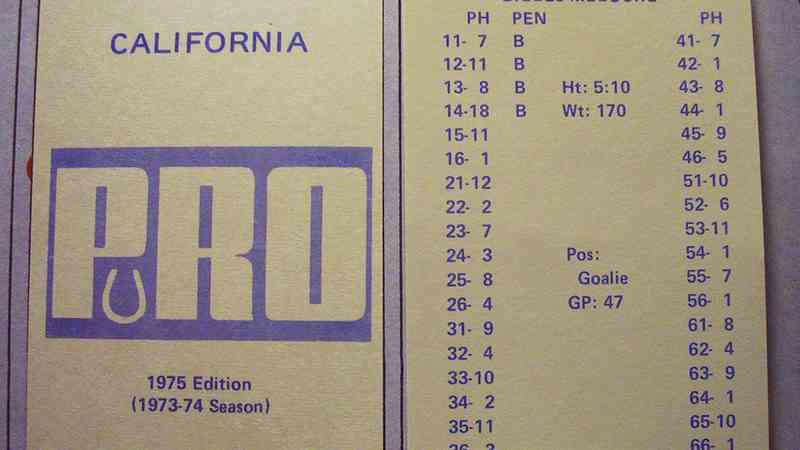 CALIFORNIA
PRO
1975 Edition
(1973-74 Season)
PH PEN PH
11- 7 B 41- 7
12-11 B 42- 1
13- 8 B Ht: 5:10 43- 8
14-18 B Wt: 170 44- 1
15-11 45- 9
16- 1 46- 5
21-12 51-10
22- 2 52- 6
23- 7 53-11
24- 3 Pos: 54- 1
25- 8 Goalie 55- 7
26- 4 GP: 47 56- 1
31- 9 61- 8
32- 4 62- 4
33-10 63- 9
34- 2 64- 1
35-11 65-10
36- 3 66- 1